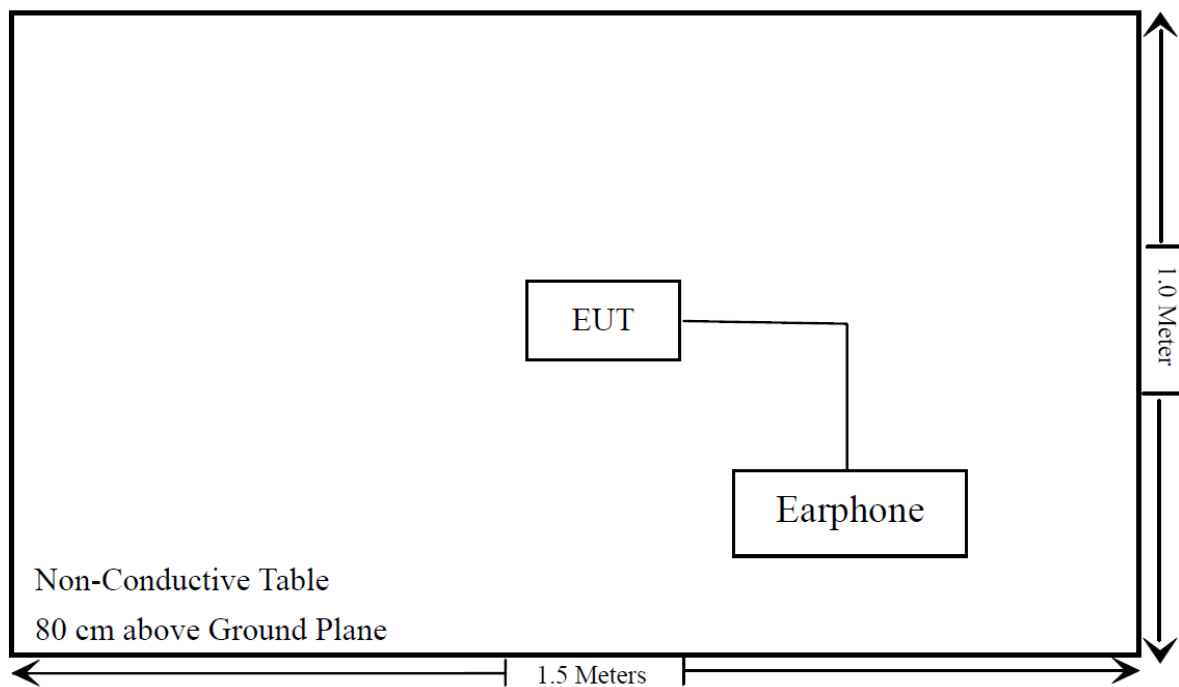 EUT
1.0 Meter
Earphone
Non-Conductive Table
80 cm above Ground Plane
1.5 Meters